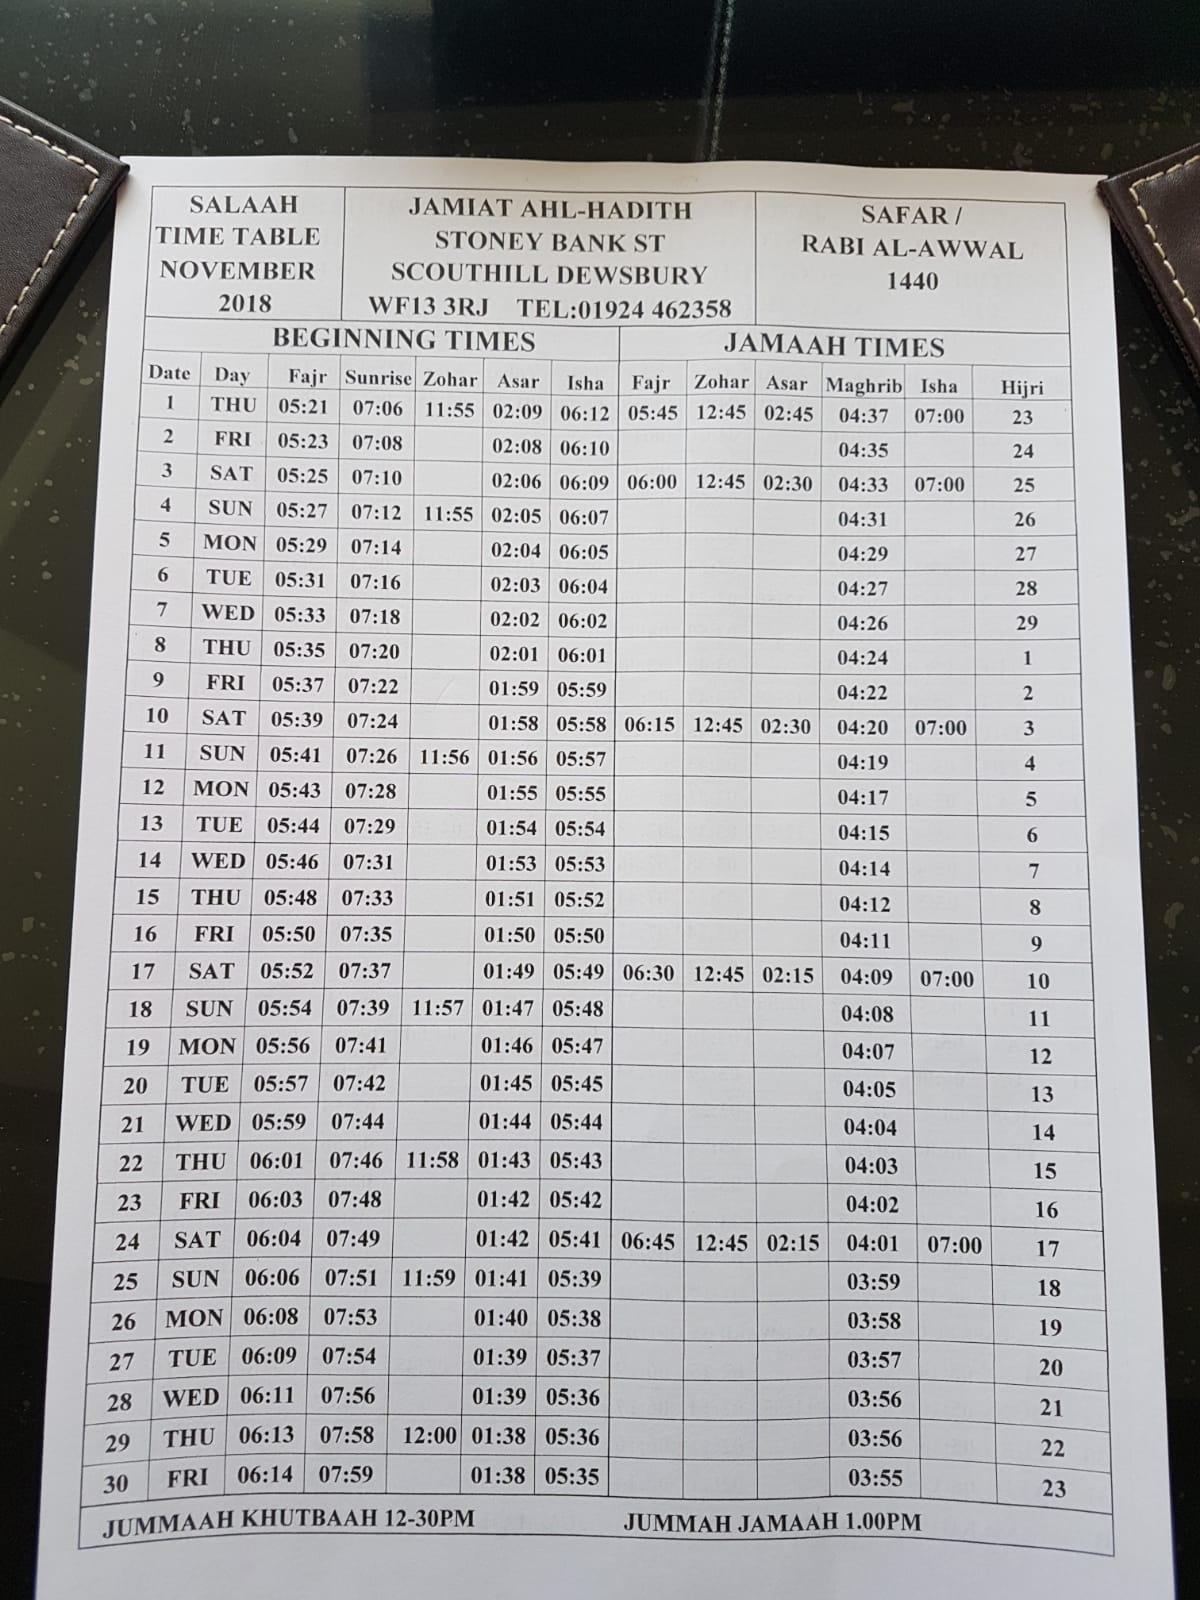 SALAAH
TIME TABLE
NOVEMBER
2018
JAMIAT AHL-HADITH
STONEY BANK ST
SCOUTHILL DEWSBURY
WF13 3RJ TEL:01924 462358
SAFAR /
RABI AL-AWWAL
1440
BEGINNING TIMES JAMAAH TIMES
Date Day Fajr Sunrise Zohar Asar Isha Fajr Zohar Asar Maghrib Isha Hijri
1 THU 05:21 07:06 11:55 02:09 06:12 05:45 12:45 02:45 04:37 07:00 23
2 FRI 05:23 07:08 02:08 06:10 04:35 24
3 SAT 05:25 07:10 02:06 06:09 06:00 12:45 02:30 04:33 07:00 25
4 SUN 05:27 07:12 11:55 02:05 06:07 04:31 26
5 MON 05:29 07:14 02:04 06:05 04:29 27
6 TUE 05:31 07:16 02:03 06:04 04:27 28
7 WED 05:33 07:18 02:02 06:02 04:26 29
8 THU 05:35 07:20 02:01 06:01 04:24 1
9 FRI 05:37 07:22 01:59 05:59 04:22 2
10 SAT 05:39 07:24 01:58 05:58 06:15 12:45 02:30 04:20 07:00 3
11 SUN 05:41 07:26 11:56 01:56 05:57 04:19 4
12 MON 05:43 07:28 01:55 05:55 04:17 5
13 TUE 05:44 07:29 01:54 05:54 04:15 6
14 WED 05:46 07:31 01:53 05:53 04:14 7
15 THU 05:48 07:33 01:51 05:52 04:12 8
16 FRI 05:50 07:35 01:50 05:50 04:11 9
17 SAT 05:52 07:37 01:49 05:49 06:30 12:45 02:15 04:09 07:00 10
18 SUN 05:54 07:39 11:57 01:47 05:48 04:08 11
19 MON 05:56 07:41 01:46 05:47 04:07 12
20 TUE 05:57 07:42 01:45 05:45 04:05 13
21 WED 05:59 07:44 01:44 05:44 04:04 14
22 THU 06:01 07:46 11:58 01:43 05:43 04:03 15
23 FRI 06:03 07:48 01:42 05:42 04:02 16
24 SAT 06:04 07:49 01:42 05:41 06:45 12:45 02:15 04:01 07:00 17
25 SUN 06:06 07:51 11:59 01:41 05:39 03:59 18
26 MON 06:08 07:53 01:40 05:38 03:58 19
27 TUE 06:09 07:54 01:39 05:37 03:57 20
28 WED 06:11 07:56 01:39 05:36 03:56 21
29 THU 06:13 07:58 12:00 01:38 05:36 03:56 22
30 FRI 06:14 07:59 01:38 05:35 03:55 23
JUMMAAH KHUTBAAH 12-30PM JUMMAH JAMAAH 1.00PM